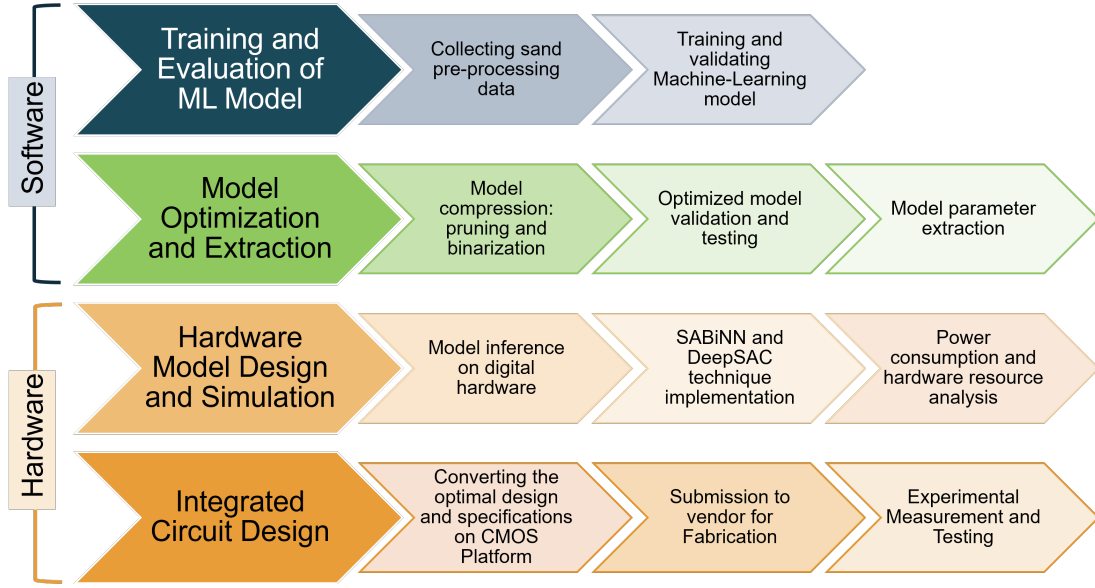 Software
Training and
Evaluation of
ML Model
Collecting sand
pre-processing
data
Training and
validating
Machine-Learning
model
Model
Optimization
and Extraction
Model
compression:
pruning and
binarization
Optimized model
validation and
testing
Model parameter
extraction
Hardware
Hardware
Model Design
and Simulation
Model inference
on digital
hardware
SABiNN and
DeepSAC
technique
implementation
Power
consumption and
hardware resource
analysis
Integrated
Circuit Design
Converting the
optimal design
and specifications
on CMOS
Platform
Submission to
vendor for
Fabrication
Experimental
Measurement and
Testing